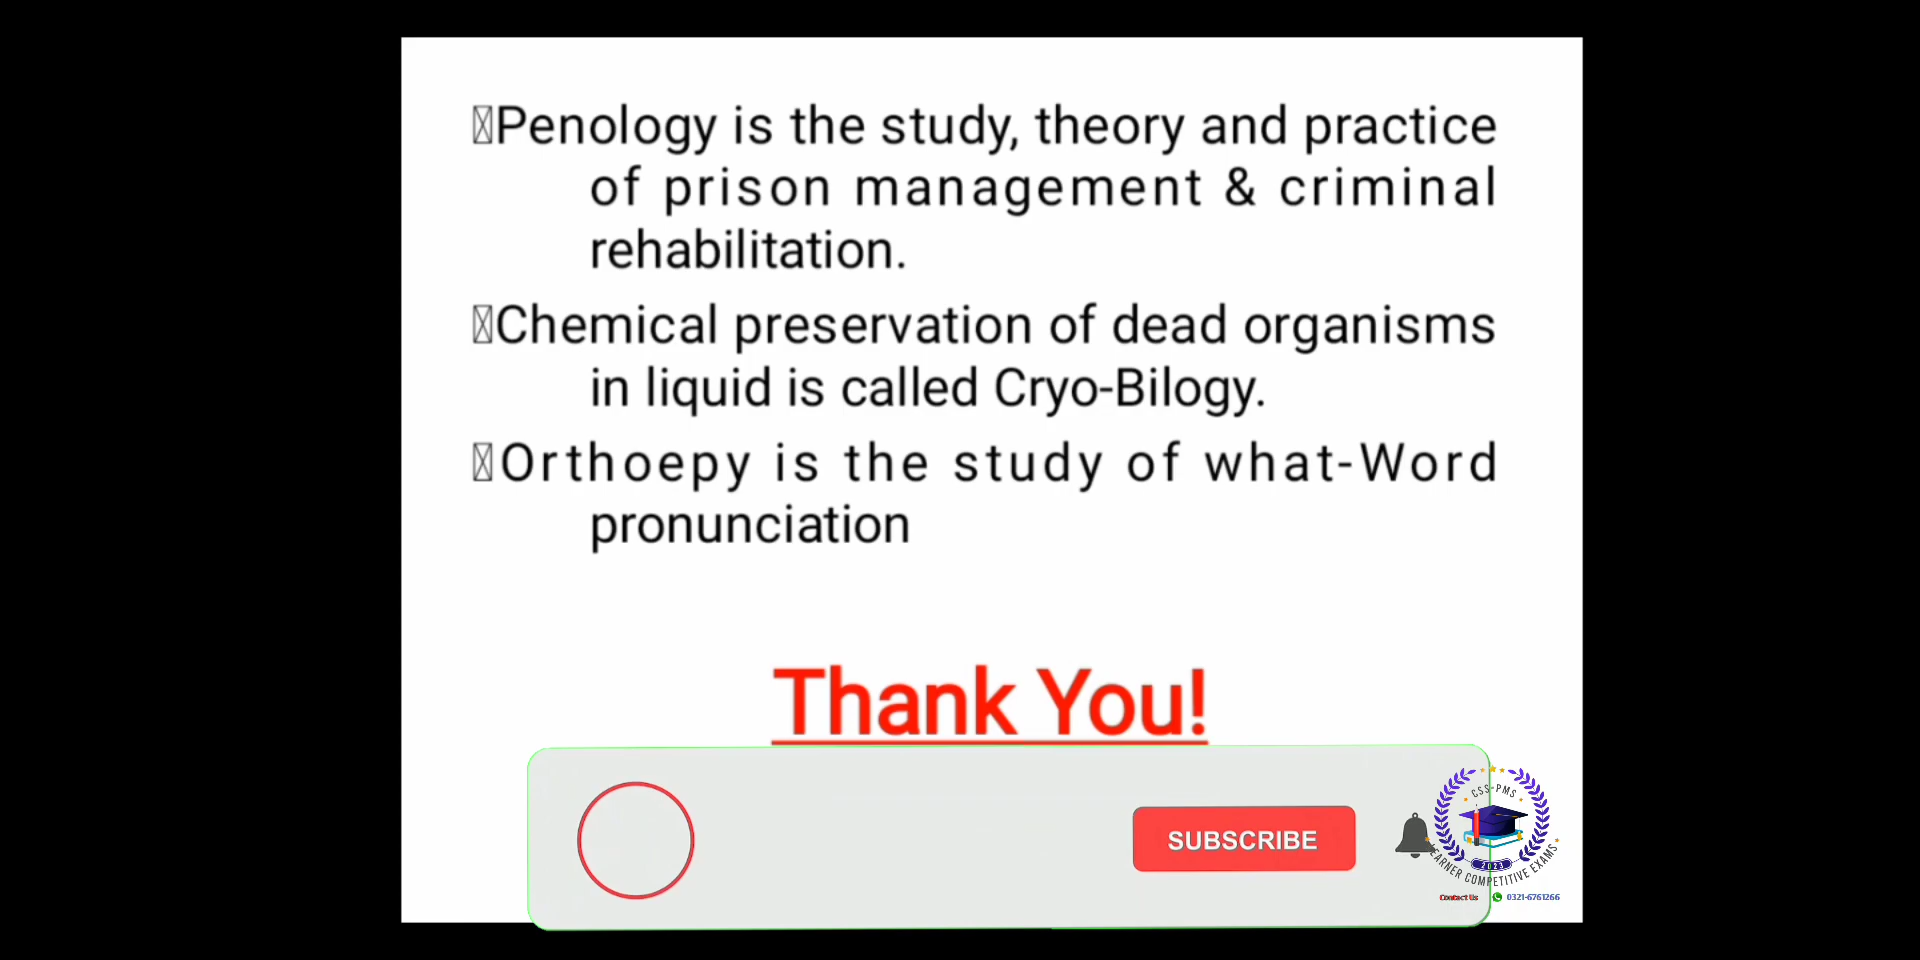 Penology is the study, theory and practice
of prison management & criminal
rehabilitation.
Chemical preservation of dead organisms
in liquid is called Cryo-Bilogy.
Orthoepy is the study of what-Word
pronunciation
Thank You!
SUBSCRIBE
CSS-PMS
2023
LEARNER COMPETITIVE EXAMS
Contact Us 0321-6761266